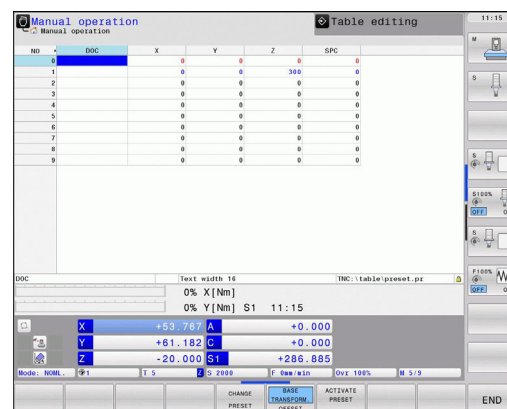 Manual operation
Manual operation
Table editing
11:15
NO DOC X Y Z SPC
0 0 0 0 0
1 0 0 300 0
2 0 0 0 0
3 0 0 0 0
4 0 0 0 0
5 0 0 0 0
6 0 0 0 0
7 0 0 0 0
8 0 0 0 0
9 0 0 0 0
M
S
S
S100%
OFF
S
F100%
OFF
DOC Text width 16 TNC:\table\preset.pr
0% X[Nm]
0% Y[Nm] S1 11:15
X +53.767 A +0.000
Y +61.182 C +0.000
Z -20.000 S1 +286.885
Mode: NOML. 1 T 5 Z S 2000 F 0mm/min Ovr 100% M 5/9
CHANGE PRESET
BASE TRANSFORM. OFFSET
ACTIVATE PRESET
END